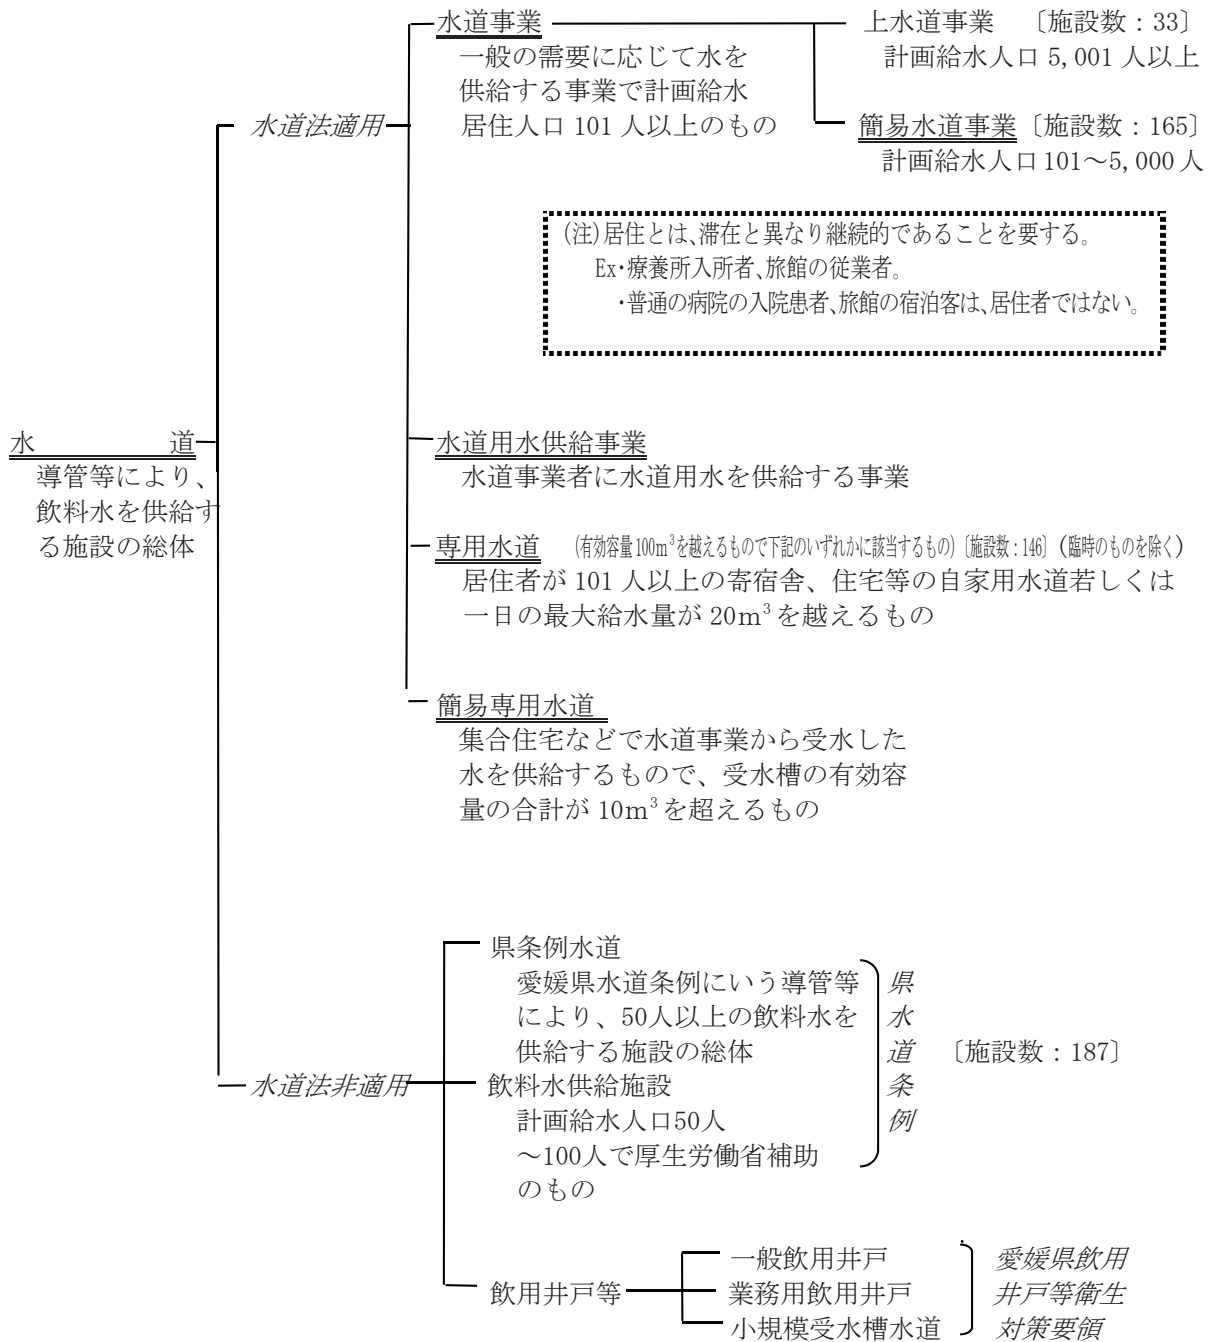 水道事業
一般の需要に応じて水を
供給する事業で計画給水
居住人口 101 人以上のもの
上水道事業 〔施設数：33〕
計画給水人口 5,001 人以上
水道法適用
簡易水道事業〔施設数：165〕
計画給水人口 101～5,000 人
(注)居住とは、滞在と異なり継続的であることを要する。
Ex・療養所入所者、旅館の従業者。
・普通の病院の入院患者、旅館の宿泊客は、居住者ではない。
水 道
導管等により、
飲料水を供給す
る施設の総体
水道用水供給事業
水道事業者に水道用水を供給する事業
専用水道 (有効容量100m³を越えるもので下記のいずれかに該当するもの)〔施設数：146〕(臨時のものを除く)
居住者が 101 人以上の寄宿舎、住宅等の自家用水道若しくは
一日の最大給水量が 20m³を越えるもの
簡易専用水道
集合住宅などで水道事業から受水した
水を供給するもので、受水槽の有効容
量の合計が 10m³を超えるもの
水道法非適用
県条例水道
愛媛県水道条例にいう導管等
により、50人以上の飲料水を
供給する施設の総体
飲料水供給施設
計画給水人口50人
～100人で厚生労働省補助
のもの
県
水
道
条
例
〔施設数：187〕
飲用井戸等
一般飲用井戸
業務用飲用井戸
小規模受水槽水道
愛媛県飲用
井戸等衛生
対策要領